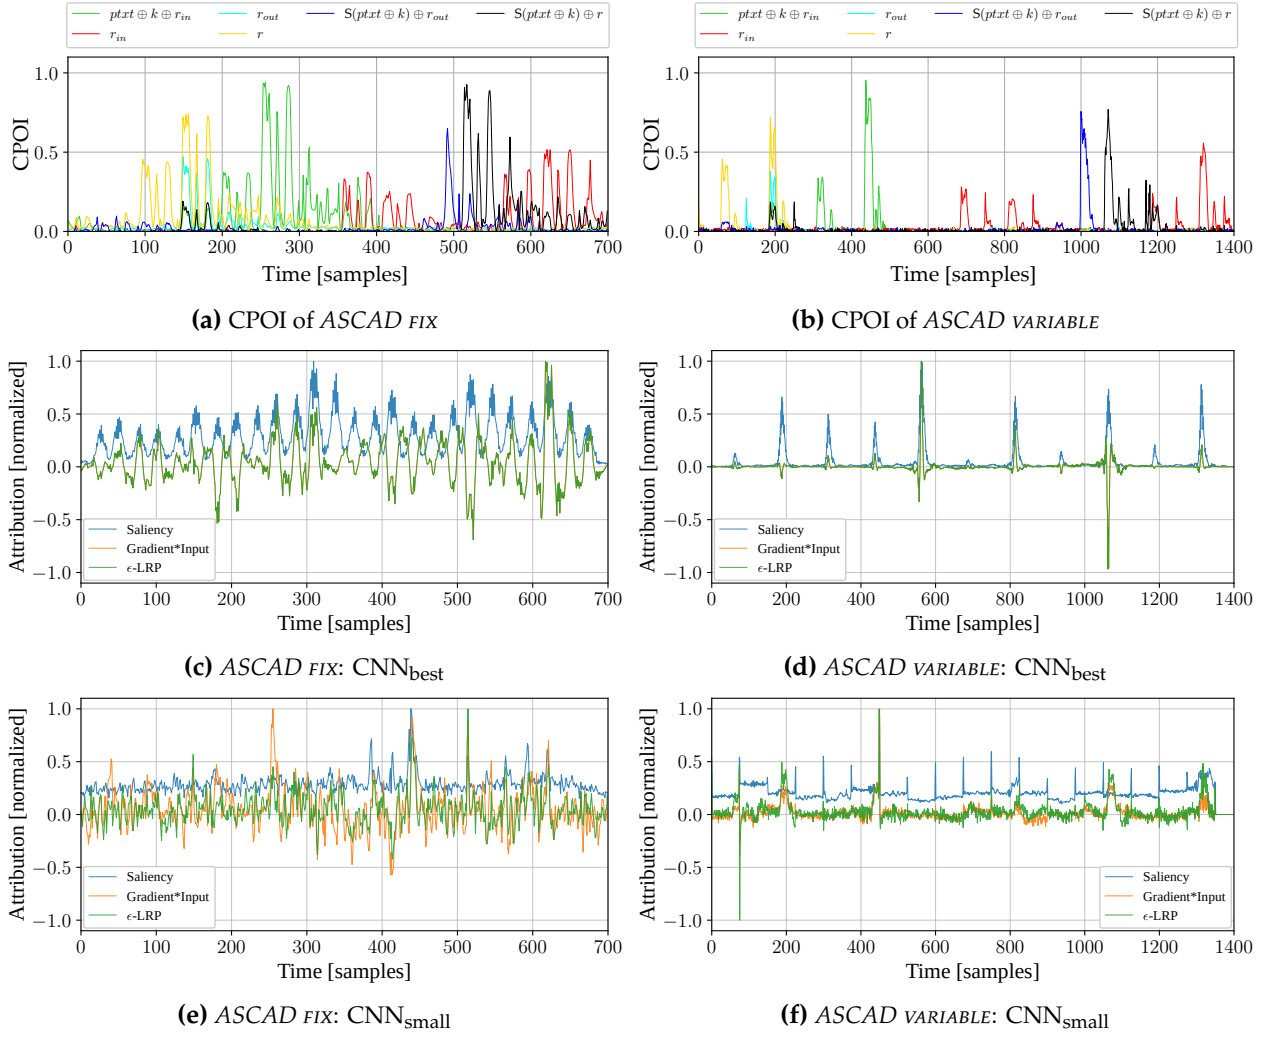 ptxt ⊕ k ⊕ r_in  r_out  S(ptxt ⊕ k) ⊕ r_out  S(ptxt ⊕ k) ⊕ r
r_in  r
1.0
0.5
0.0
CPOI
0 100 200 300 400 500 600 700
Time [samples]
(a) CPOI of ASCAD FIX
ptxt ⊕ k ⊕ r_in  r_out  S(ptxt ⊕ k) ⊕ r_out  S(ptxt ⊕ k) ⊕ r
r_in  r
1.0
0.5
0.0
CPOI
0 200 400 600 800 1000 1200 1400
Time [samples]
(b) CPOI of ASCAD VARIABLE
1.0
0.5
0.0
−0.5
−1.0
Attribution [normalized]
Saliency
Gradient*Input
ϵ-LRP
0 100 200 300 400 500 600 700
Time [samples]
(c) ASCAD FIX: CNN_best
1.0
0.5
0.0
−0.5
−1.0
Attribution [normalized]
Saliency
Gradient*Input
ϵ-LRP
0 200 400 600 800 1000 1200 1400
Time [samples]
(d) ASCAD VARIABLE: CNN_best
1.0
0.5
0.0
−0.5
−1.0
Attribution [normalized]
Saliency
Gradient*Input
ϵ-LRP
0 100 200 300 400 500 600 700
Time [samples]
(e) ASCAD FIX: CNN_small
1.0
0.5
0.0
−0.5
−1.0
Attribution [normalized]
Saliency
Gradient*Input
ϵ-LRP
0 200 400 600 800 1000 1200 1400
Time [samples]
(f) ASCAD VARIABLE: CNN_small